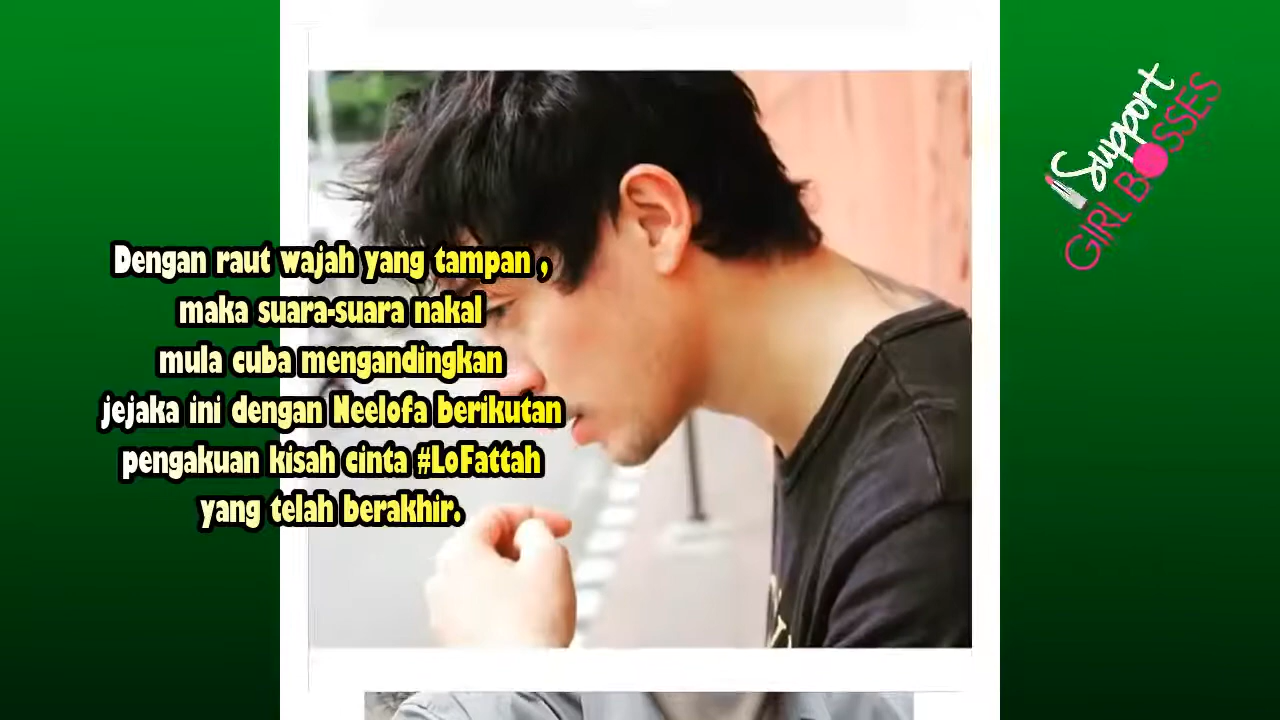 Dengan raut wajah yang tampan ,
maka suara-suara nakal
mula cuba mengandingkan
jejaka ini dengan Neelofa berikutan
pengakuan kisah cinta #LoFattah
yang telah berakhir.
I Support
GIRL BOSSES